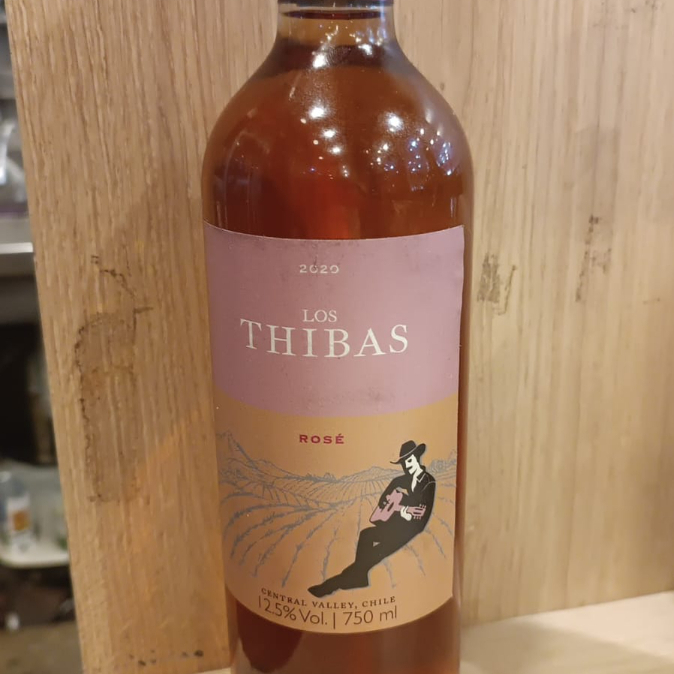 2020
LOS
THIBAS
ROSÉ
CENTRAL VALLEY, CHILE
12.5% Vol. | 750 ml